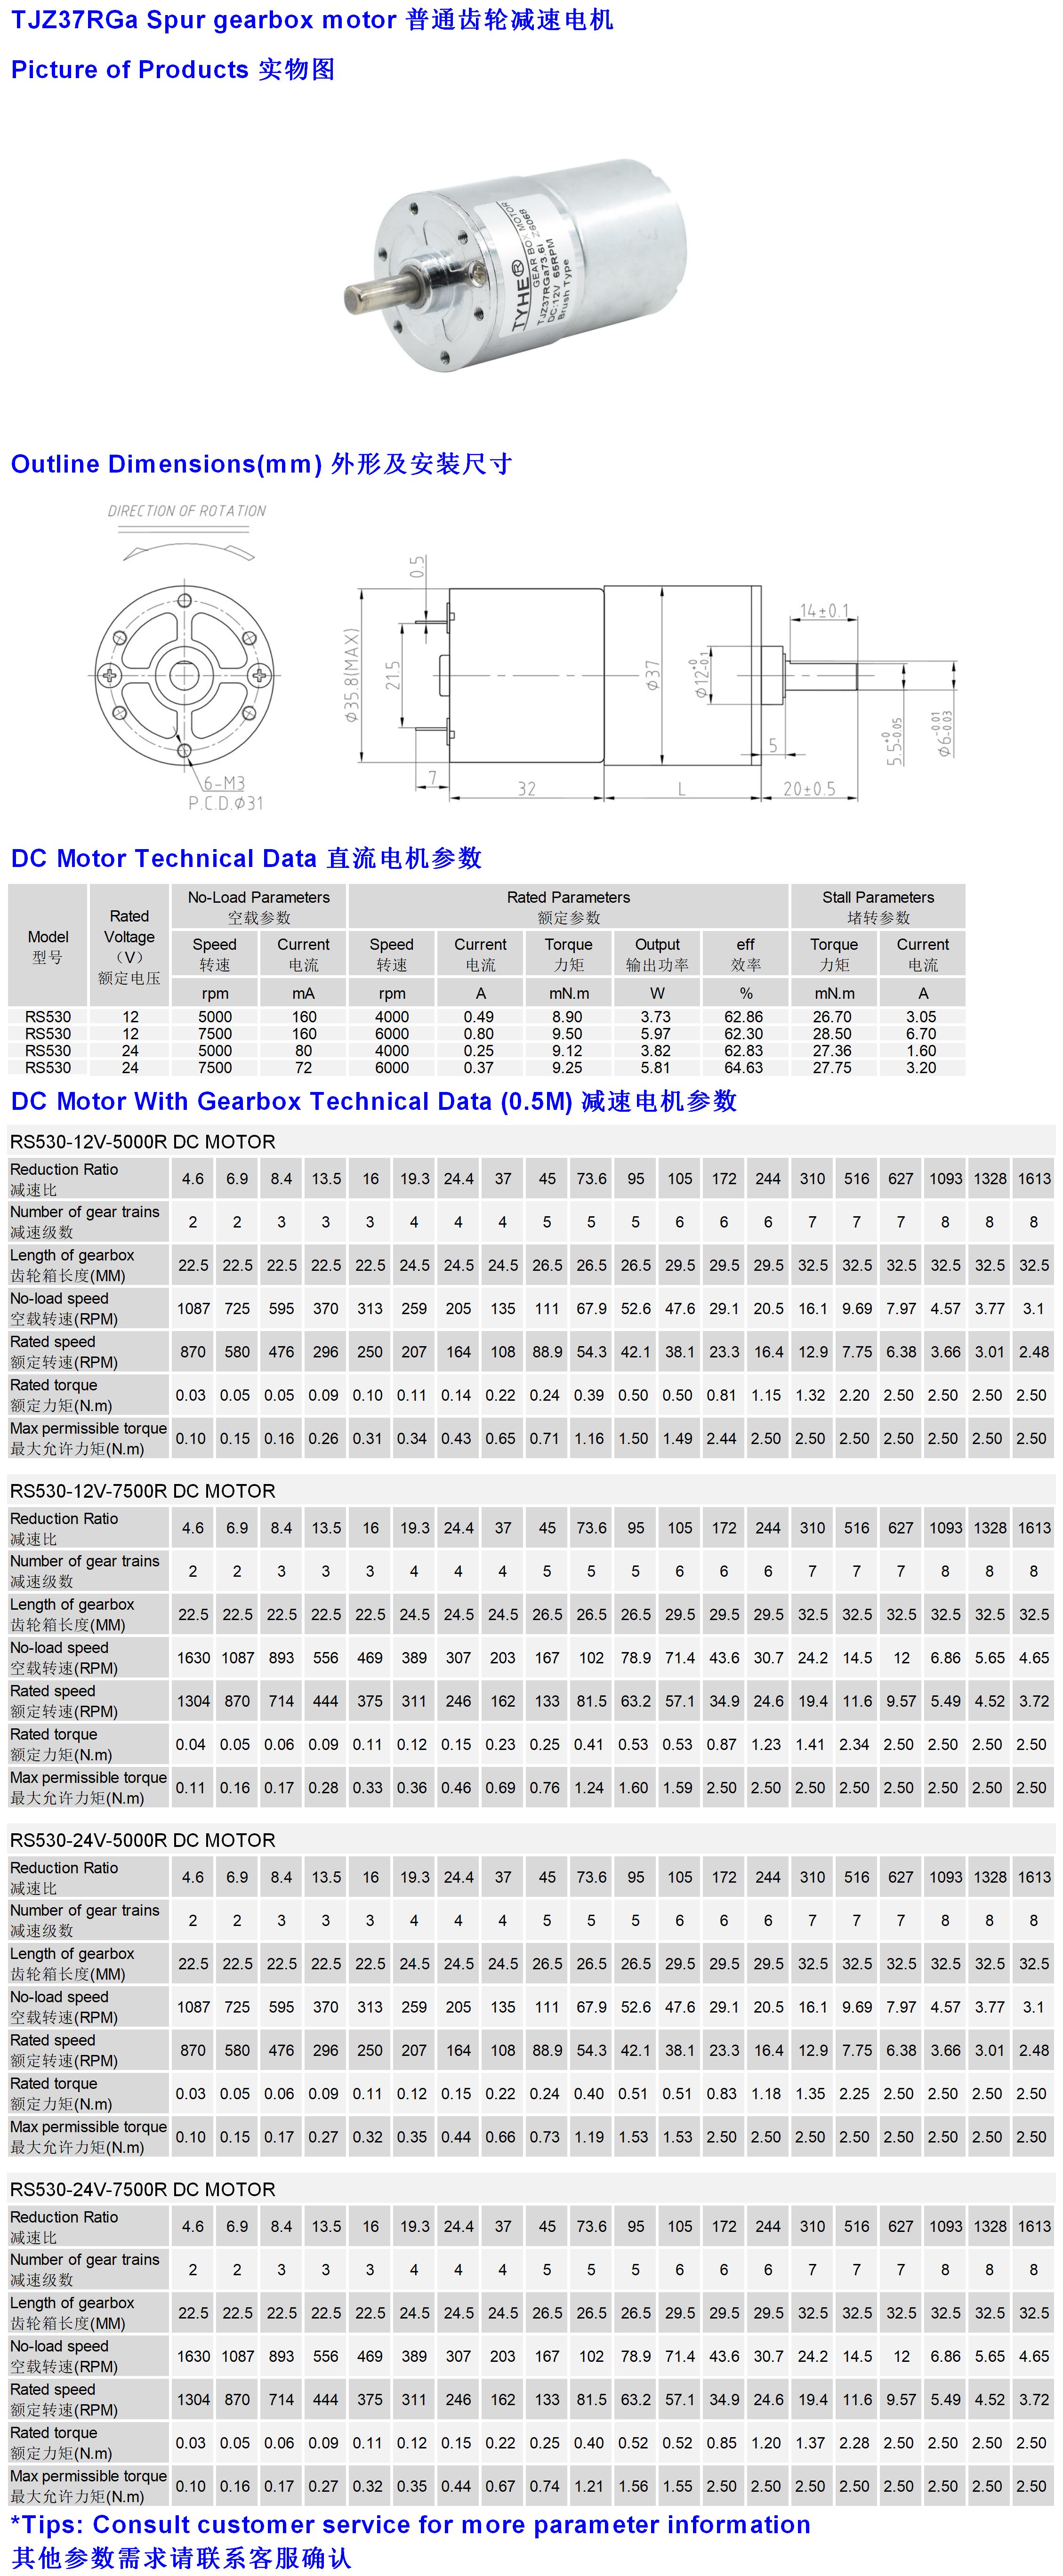 TJZ37RGa Spur gearbox motor 普通齿轮减速电机
Picture of Products 实物图
TYHE®
GEAR BOX MOTOR
TJZ37RGa73.6i
Z6068
DC:12V 65RPM
Brush Type
Outline Dimensions(mm) 外形及安装尺寸
DIRECTION OF ROTATION
6-M3
P.C.D.Φ31
0.5
Φ35.8(MAX)
21.5
7
32
L
Φ37
Φ12+0-0.1
5
14±0.1
20±0.5
5.5+0-0.05
Φ6-0.01-0.03
DC Motor Technical Data 直流电机参数
Model 型号 Rated Voltage (V) 额定电压 No-Load Parameters 空载参数 Rated Parameters 额定参数 Stall Parameters 堵转参数
Speed 转速 Current 电流 Speed 转速 Current 电流 Torque 力矩 Output 输出功率 eff 效率 Torque 力矩 Current 电流
rpm mA rpm A mN.m W % mN.m A
RS530 12 5000 160 4000 0.49 8.90 3.73 62.86 26.70 3.05
RS530 12 7500 160 6000 0.80 9.50 5.97 62.30 28.50 6.70
RS530 24 5000 80 4000 0.25 9.12 3.82 62.83 27.36 1.60
RS530 24 7500 72 6000 0.37 9.25 5.81 64.63 27.75 3.20
DC Motor With Gearbox Technical Data (0.5M) 减速电机参数
RS530-12V-5000R DC MOTOR
Reduction Ratio 减速比 4.6 6.9 8.4 13.5 16 19.3 24.4 37 45 73.6 95 105 172 244 310 516 627 1093 1328 1613
Number of gear trains 减速级数 2 2 3 3 3 4 4 4 5 5 5 6 6 6 7 7 7 8 8 8
Length of gearbox 齿轮箱长度(MM) 22.5 22.5 22.5 22.5 22.5 24.5 24.5 24.5 26.5 26.5 26.5 29.5 29.5 29.5 32.5 32.5 32.5 32.5 32.5 32.5
No-load speed 空载转速(RPM) 1087 725 595 370 313 259 205 135 111 67.9 52.6 47.6 29.1 20.5 16.1 9.69 7.97 4.57 3.77 3.1
Rated speed 额定转速(RPM) 870 580 476 296 250 207 164 108 88.9 54.3 42.1 38.1 23.3 16.4 12.9 7.75 6.38 3.66 3.01 2.48
Rated torque 额定力矩(N.m) 0.03 0.05 0.05 0.09 0.10 0.11 0.14 0.22 0.24 0.39 0.50 0.50 0.81 1.15 1.32 2.20 2.50 2.50 2.50 2.50
Max permissible torque 最大允许力矩(N.m) 0.10 0.15 0.16 0.26 0.31 0.34 0.43 0.65 0.71 1.16 1.50 1.49 2.44 2.50 2.50 2.50 2.50 2.50 2.50 2.50
RS530-12V-7500R DC MOTOR
Reduction Ratio 减速比 4.6 6.9 8.4 13.5 16 19.3 24.4 37 45 73.6 95 105 172 244 310 516 627 1093 1328 1613
Number of gear trains 减速级数 2 2 3 3 3 4 4 4 5 5 5 6 6 6 7 7 7 8 8 8
Length of gearbox 齿轮箱长度(MM) 22.5 22.5 22.5 22.5 22.5 24.5 24.5 24.5 26.5 26.5 26.5 29.5 29.5 29.5 32.5 32.5 32.5 32.5 32.5 32.5
No-load speed 空载转速(RPM) 1630 1087 893 556 469 389 307 203 167 102 78.9 71.4 43.6 30.7 24.2 14.5 12 6.86 5.65 4.65
Rated speed 额定转速(RPM) 1304 870 714 444 375 311 246 162 133 81.5 63.2 57.1 34.9 24.6 19.4 11.6 9.57 5.49 4.52 3.72
Rated torque 额定力矩(N.m) 0.04 0.05 0.06 0.09 0.11 0.12 0.15 0.23 0.25 0.41 0.53 0.53 0.87 1.23 1.41 2.34 2.50 2.50 2.50 2.50
Max permissible torque 最大允许力矩(N.m) 0.11 0.16 0.17 0.28 0.33 0.36 0.46 0.69 0.76 1.24 1.60 1.59 2.50 2.50 2.50 2.50 2.50 2.50 2.50 2.50
RS530-24V-5000R DC MOTOR
Reduction Ratio 减速比 4.6 6.9 8.4 13.5 16 19.3 24.4 37 45 73.6 95 105 172 244 310 516 627 1093 1328 1613
Number of gear trains 减速级数 2 2 3 3 3 4 4 4 5 5 5 6 6 6 7 7 7 8 8 8
Length of gearbox 齿轮箱长度(MM) 22.5 22.5 22.5 22.5 22.5 24.5 24.5 24.5 26.5 26.5 26.5 29.5 29.5 29.5 32.5 32.5 32.5 32.5 32.5 32.5
No-load speed 空载转速(RPM) 1087 725 595 370 313 259 205 135 111 67.9 52.6 47.6 29.1 20.5 16.1 9.69 7.97 4.57 3.77 3.1
Rated speed 额定转速(RPM) 870 580 476 296 250 207 164 108 88.9 54.3 42.1 38.1 23.3 16.4 12.9 7.75 6.38 3.66 3.01 2.48
Rated torque 额定力矩(N.m) 0.03 0.05 0.06 0.09 0.11 0.12 0.15 0.22 0.24 0.40 0.51 0.51 0.83 1.18 1.35 2.25 2.50 2.50 2.50 2.50
Max permissible torque 最大允许力矩(N.m) 0.10 0.15 0.17 0.27 0.32 0.35 0.44 0.66 0.73 1.19 1.53 1.53 2.50 2.50 2.50 2.50 2.50 2.50 2.50 2.50
RS530-24V-7500R DC MOTOR
Reduction Ratio 减速比 4.6 6.9 8.4 13.5 16 19.3 24.4 37 45 73.6 95 105 172 244 310 516 627 1093 1328 1613
Number of gear trains 减速级数 2 2 3 3 3 4 4 4 5 5 5 6 6 6 7 7 7 8 8 8
Length of gearbox 齿轮箱长度(MM) 22.5 22.5 22.5 22.5 22.5 24.5 24.5 24.5 26.5 26.5 26.5 29.5 29.5 29.5 32.5 32.5 32.5 32.5 32.5 32.5
No-load speed 空载转速(RPM) 1630 1087 893 556 469 389 307 203 167 102 78.9 71.4 43.6 30.7 24.2 14.5 12 6.86 5.65 4.65
Rated speed 额定转速(RPM) 1304 870 714 444 375 311 246 162 133 81.5 63.2 57.1 34.9 24.6 19.4 11.6 9.57 5.49 4.52 3.72
Rated torque 额定力矩(N.m) 0.03 0.05 0.06 0.09 0.11 0.12 0.15 0.22 0.25 0.40 0.52 0.52 0.85 1.20 1.37 2.28 2.50 2.50 2.50 2.50
Max permissible torque 最大允许力矩(N.m) 0.10 0.16 0.17 0.27 0.32 0.35 0.44 0.67 0.74 1.21 1.56 1.55 2.50 2.50 2.50 2.50 2.50 2.50 2.50 2.50
*Tips: Consult customer service for more parameter information
其他参数需求请联系客服确认